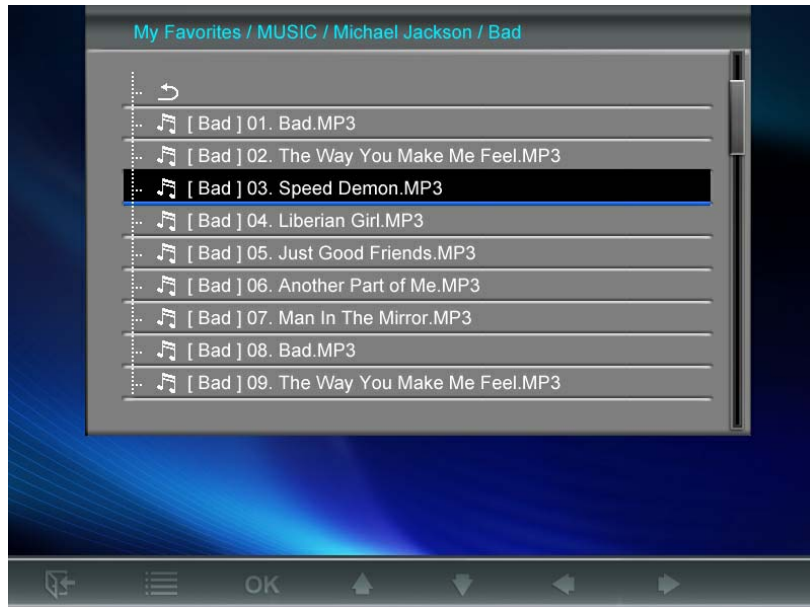 My Favorites / MUSIC / Michael Jackson / Bad
[ Bad ] 01. Bad.MP3
[ Bad ] 02. The Way You Make Me Feel.MP3
[ Bad ] 03. Speed Demon.MP3
[ Bad ] 04. Liberian Girl.MP3
[ Bad ] 05. Just Good Friends.MP3
[ Bad ] 06. Another Part of Me.MP3
[ Bad ] 07. Man In The Mirror.MP3
[ Bad ] 08. Bad.MP3
[ Bad ] 09. The Way You Make Me Feel.MP3
OK